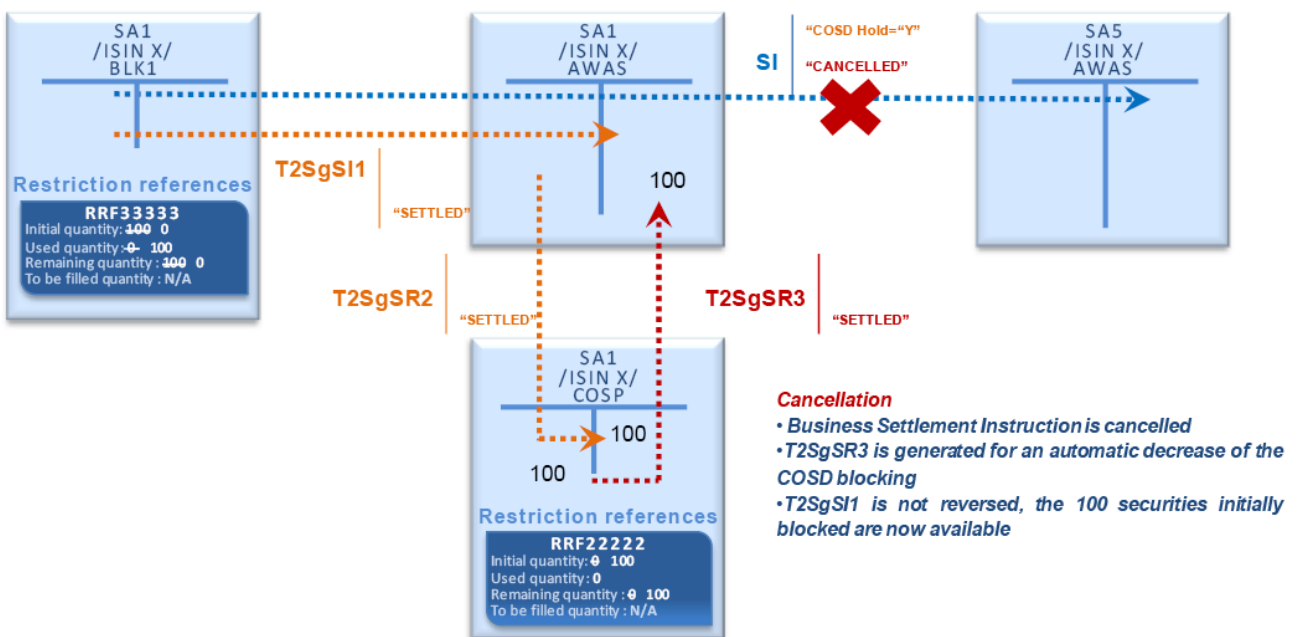 SA1
/ISIN X/
BLK1
Restriction references
RRF33333
Initial quantity: 100 0
Used quantity: 0 100
Remaining quantity : 100 0
To be filled quantity : N/A
T2SgSI1
“SETTLED”
SA1
/ISIN X/
AWAS
100
SI
“COSD Hold=“Y”
“CANCELLED”
SA5
/ISIN X/
AWAS
T2SgSR2
“SETTLED”
T2SgSR3
“SETTLED”
SA1
/ISIN X/
COSP
100
100
Restriction references
RRF22222
Initial quantity: 0 100
Used quantity: 0
Remaining quantity : 0 100
To be filled quantity : N/A
Cancellation
• Business Settlement Instruction is cancelled
•T2SgSR3 is generated for an automatic decrease of the
COSD blocking
•T2SgSI1 is not reversed, the 100 securities initially
blocked are now available